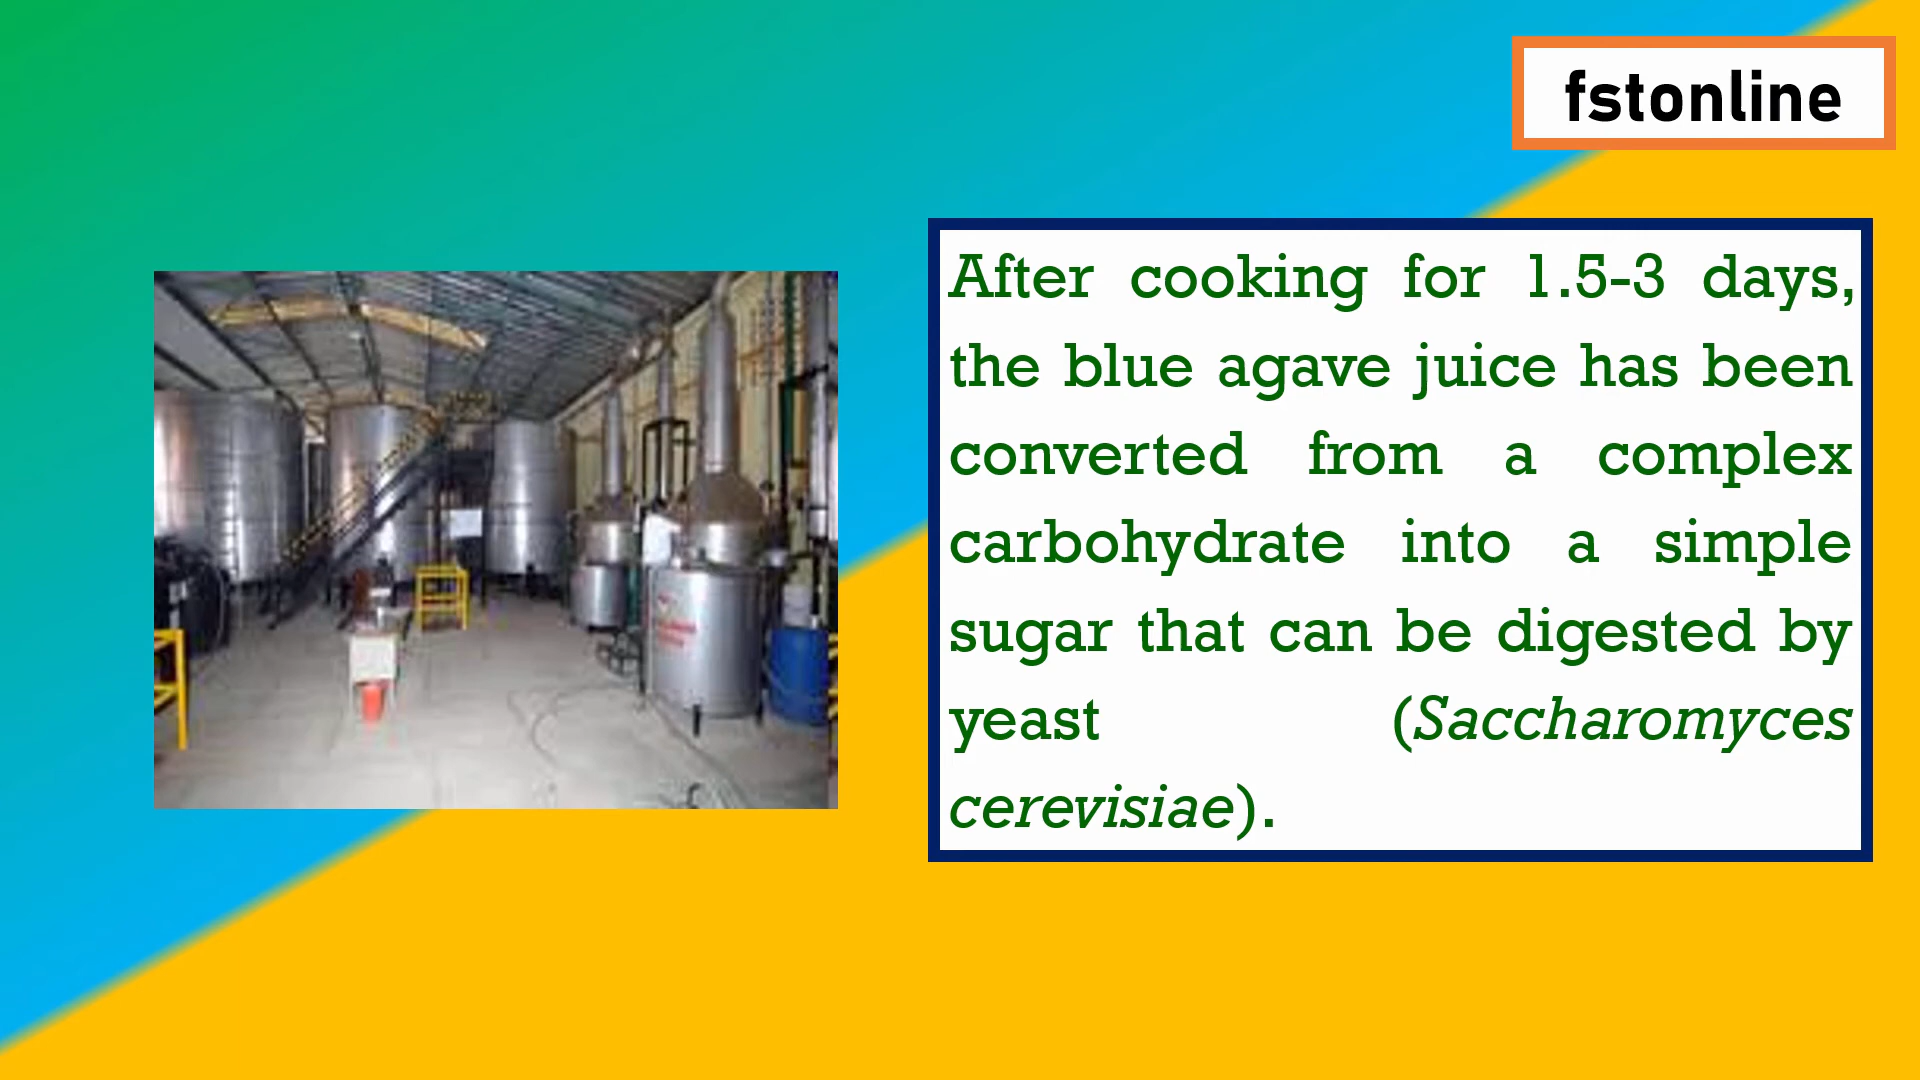 fstonline
After cooking for 1.5-3 days,
the blue agave juice has been
converted from a complex
carbohydrate into a simple
sugar that can be digested by
yeast (Saccharomyces
cerevisiae).